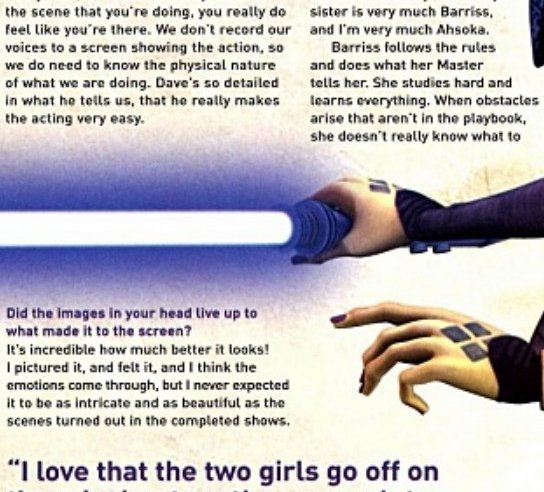 the scene that you're doing, you really do
feel like you're there. We don't record our
voices to a screen showing the action, so
we do need to know the physical nature
of what we are doing. Dave's so detailed
in what he tells us, that he really makes
the acting very easy.
Did the images in your head live up to
what made it to the screen?
It's incredible how much better it looks!
I pictured it, and felt it, and I think the
emotions come through, but I never expected
it to be as intricate and as beautiful as the
scenes turned out in the completed shows.
sister is very much Barriss,
and I'm very much Ahsoka.
Barriss follows the rules
and does what her Master
tells her. She studies hard and
learns everything. When obstacles
arise that aren't in the playbook,
she doesn't really know what to
"I love that the two girls go off on